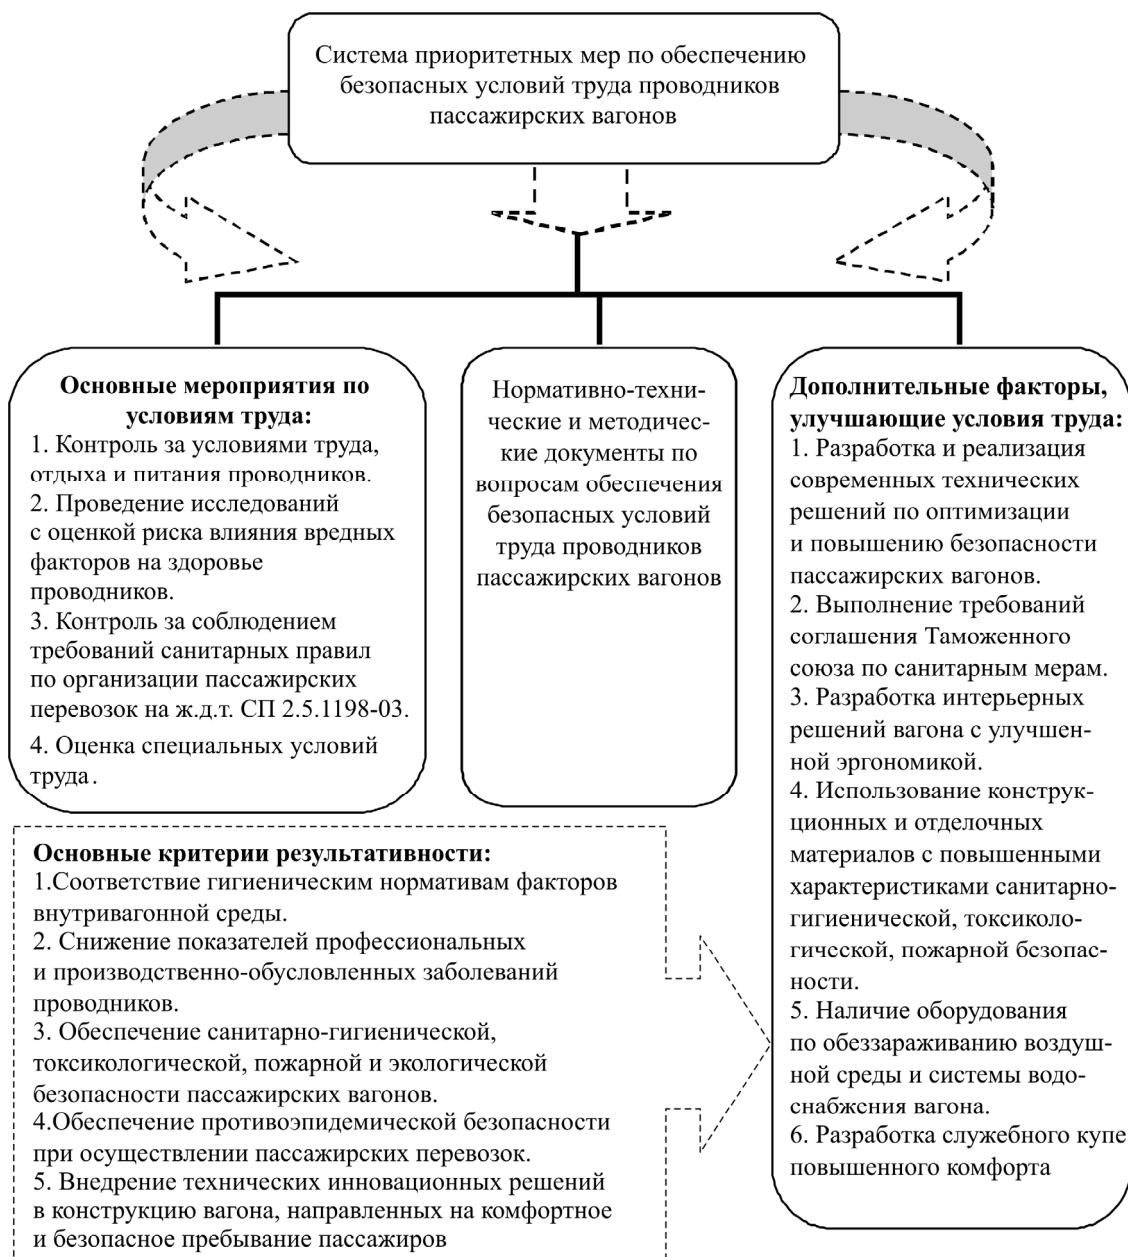 Система приоритетных мер по обеспечению
безопасных условий труда проводников
пассажирских вагонов
Основные мероприятия по
условиям труда:
1. Контроль за условиями труда,
отдыха и питания проводников.
2. Проведение исследований
с оценкой риска влияния вредных
факторов на здоровье
проводников.
3. Контроль за соблюдением
требований санитарных правил
по организации пассажирских
перевозок на ж.д.т. СП 2.5.1198-03.
4. Оценка специальных условий
труда.
Нормативно-техни-
ческие и методичес-
кие документы по
вопросам обеспечения
безопасных условий
труда проводников
пассажирских вагонов
Дополнительные факторы,
улучшающие условия труда:
1. Разработка и реализация
современных технических
решений по оптимизации
и повышению безопасности
пассажирских вагонов.
2. Выполнение требований
соглашения Таможенного
союза по санитарным мерам.
3. Разработка интерьерных
решений вагона с улучшен-
ной эргономикой.
4. Использование конструк-
ционных и отделочных
материалов с повышенными
характеристиками санитарно-
гигиенической, токсиколо-
гической, пожарной безопас-
ности.
5. Наличие оборудования
по обеззараживанию воздуш-
ной среды и системы водо-
снабжения вагона.
6. Разработка служебного купе
повышенного комфорта
Основные критерии результативности:
1.Соответствие гигиеническим нормативам факторов
внутривагонной среды.
2. Снижение показателей профессиональных
и производственно-обусловленных заболеваний
проводников.
3. Обеспечение санитарно-гигиенической,
токсикологической, пожарной и экологической
безопасности пассажирских вагонов.
4.Обеспечение противоэпидемической безопасности
при осуществлении пассажирских перевозок.
5. Внедрение технических инновационных решений
в конструкцию вагона, направленных на комфортное
и безопасное пребывание пассажиров